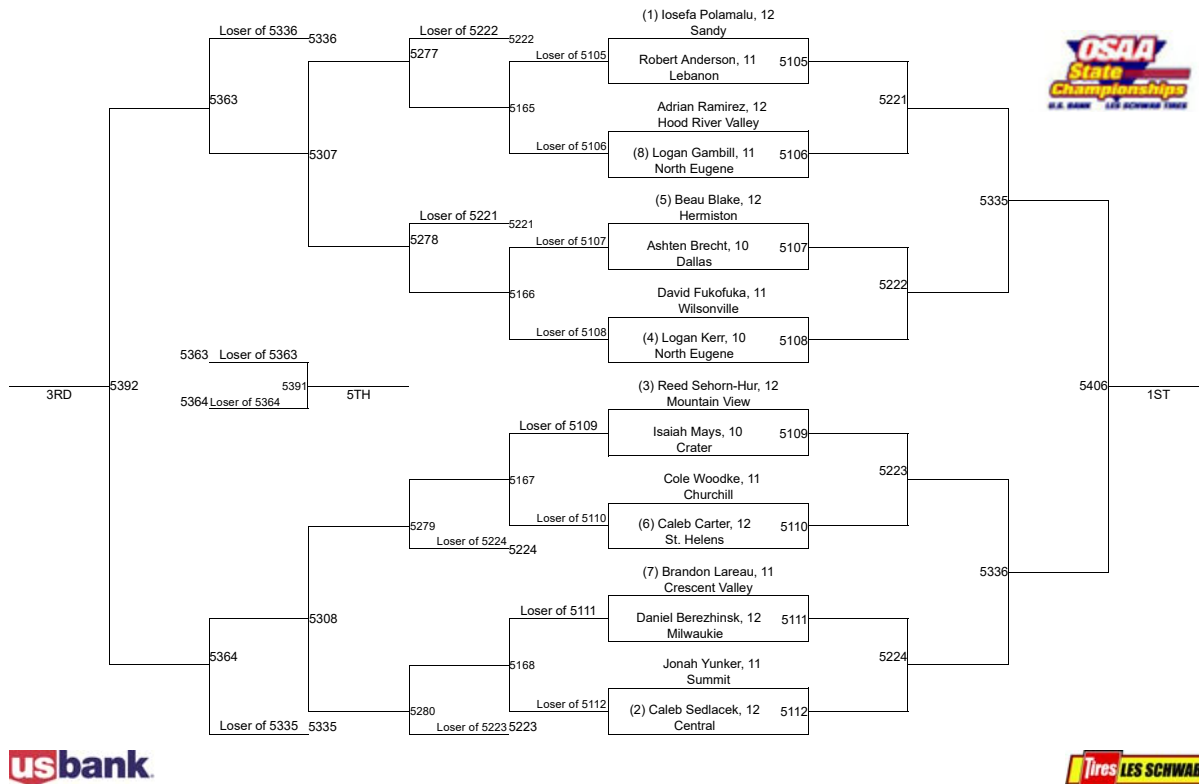 (1) Iosefa Polamalu, 12
Sandy
Robert Anderson, 11
Lebanon
5105
Adrian Ramirez, 12
Hood River Valley
(8) Logan Gambill, 11
North Eugene
5106
(5) Beau Blake, 12
Hermiston
Ashten Brecht, 10
Dallas
5107
David Fukofuka, 11
Wilsonville
(4) Logan Kerr, 10
North Eugene
5108
(3) Reed Sehorn-Hur, 12
Mountain View
Isaiah Mays, 10
Crater
5109
Cole Woodke, 11
Churchill
(6) Caleb Carter, 12
St. Helens
5110
(7) Brandon Lareau, 11
Crescent Valley
Daniel Berezhinsk, 12
Milwaukie
5111
Jonah Yunker, 11
Summit
(2) Caleb Sedlacek, 12
Central
5112
5221
5222
5223
5224
5335
5336
5406
1ST
Loser of 5105
Loser of 5106
5165
Loser of 5107
Loser of 5108
5166
Loser of 5109
Loser of 5110
5167
Loser of 5111
Loser of 5112
5168
Loser of 5222
5222
5277
Loser of 5221
5221
5278
5279
Loser of 5224
5224
5280
Loser of 5223
5223
5307
5308
Loser of 5336
5336
5363
5364
Loser of 5335
5335
5392
3RD
5363
Loser of 5363
5391
5TH
5364
Loser of 5364
OSAA
State
Championships
U.S. BANK LES SCHWAB TIRES
usbank
Tires LES SCHWAB